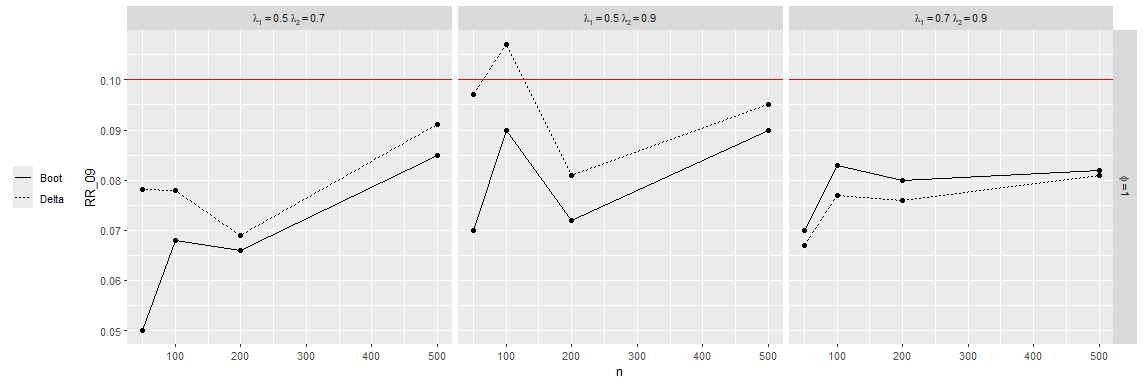 λ₁ = 0.5 λ₂ = 0.7
λ₁ = 0.5 λ₂ = 0.9
λ₁ = 0.7 λ₂ = 0.9
0.10
0.09
0.08
0.07
0.06
0.05
RR_09
Boot
Delta
ϕ = 1
100 200 300 400 500
100 200 300 400 500
100 200 300 400 500
n